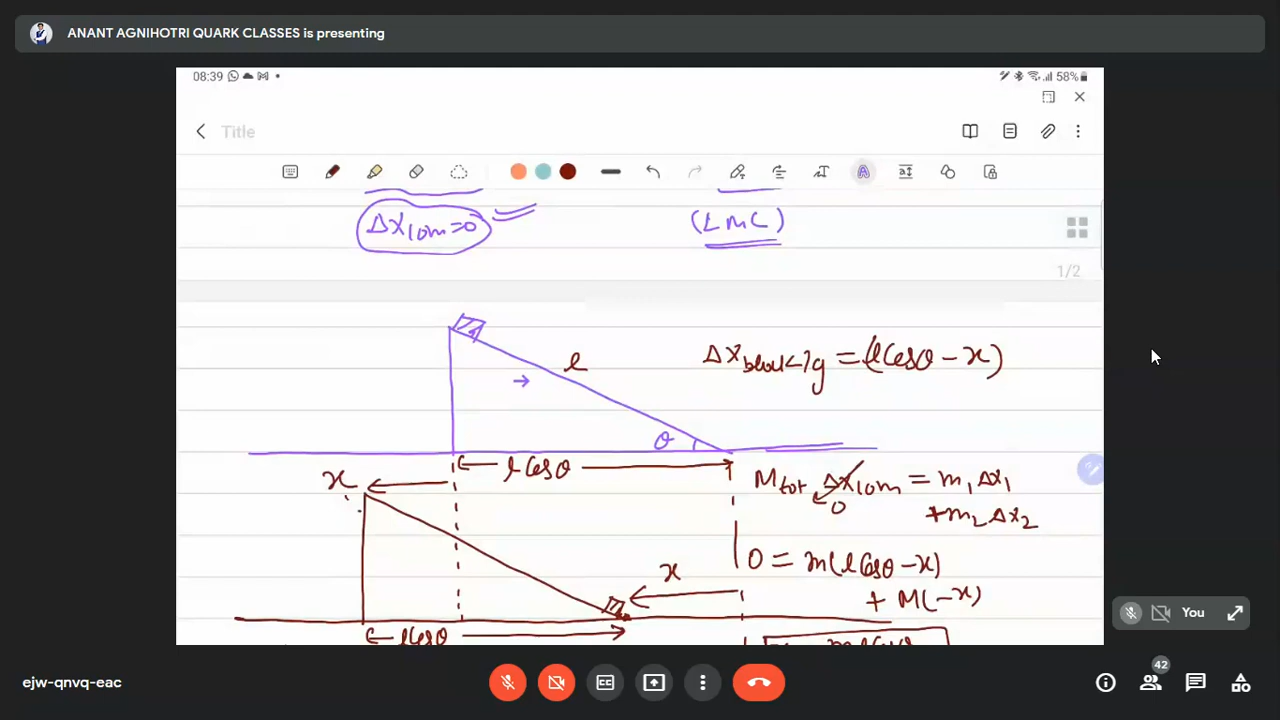 ANANT AGNIHOTRI QUARK CLASSES is presenting
08:39
58%
Title
Δx_com=0
(LMC)
1/2
l
Δx_block/g = (l cosθ - x)
θ
l cosθ
x
M_tot Δx_com = m₁Δx₁
0
+ m₂Δx₂
0 = m(l cosθ - x)
x
+ M(-x)
l cosθ
You
ejw-qnvq-eac
42